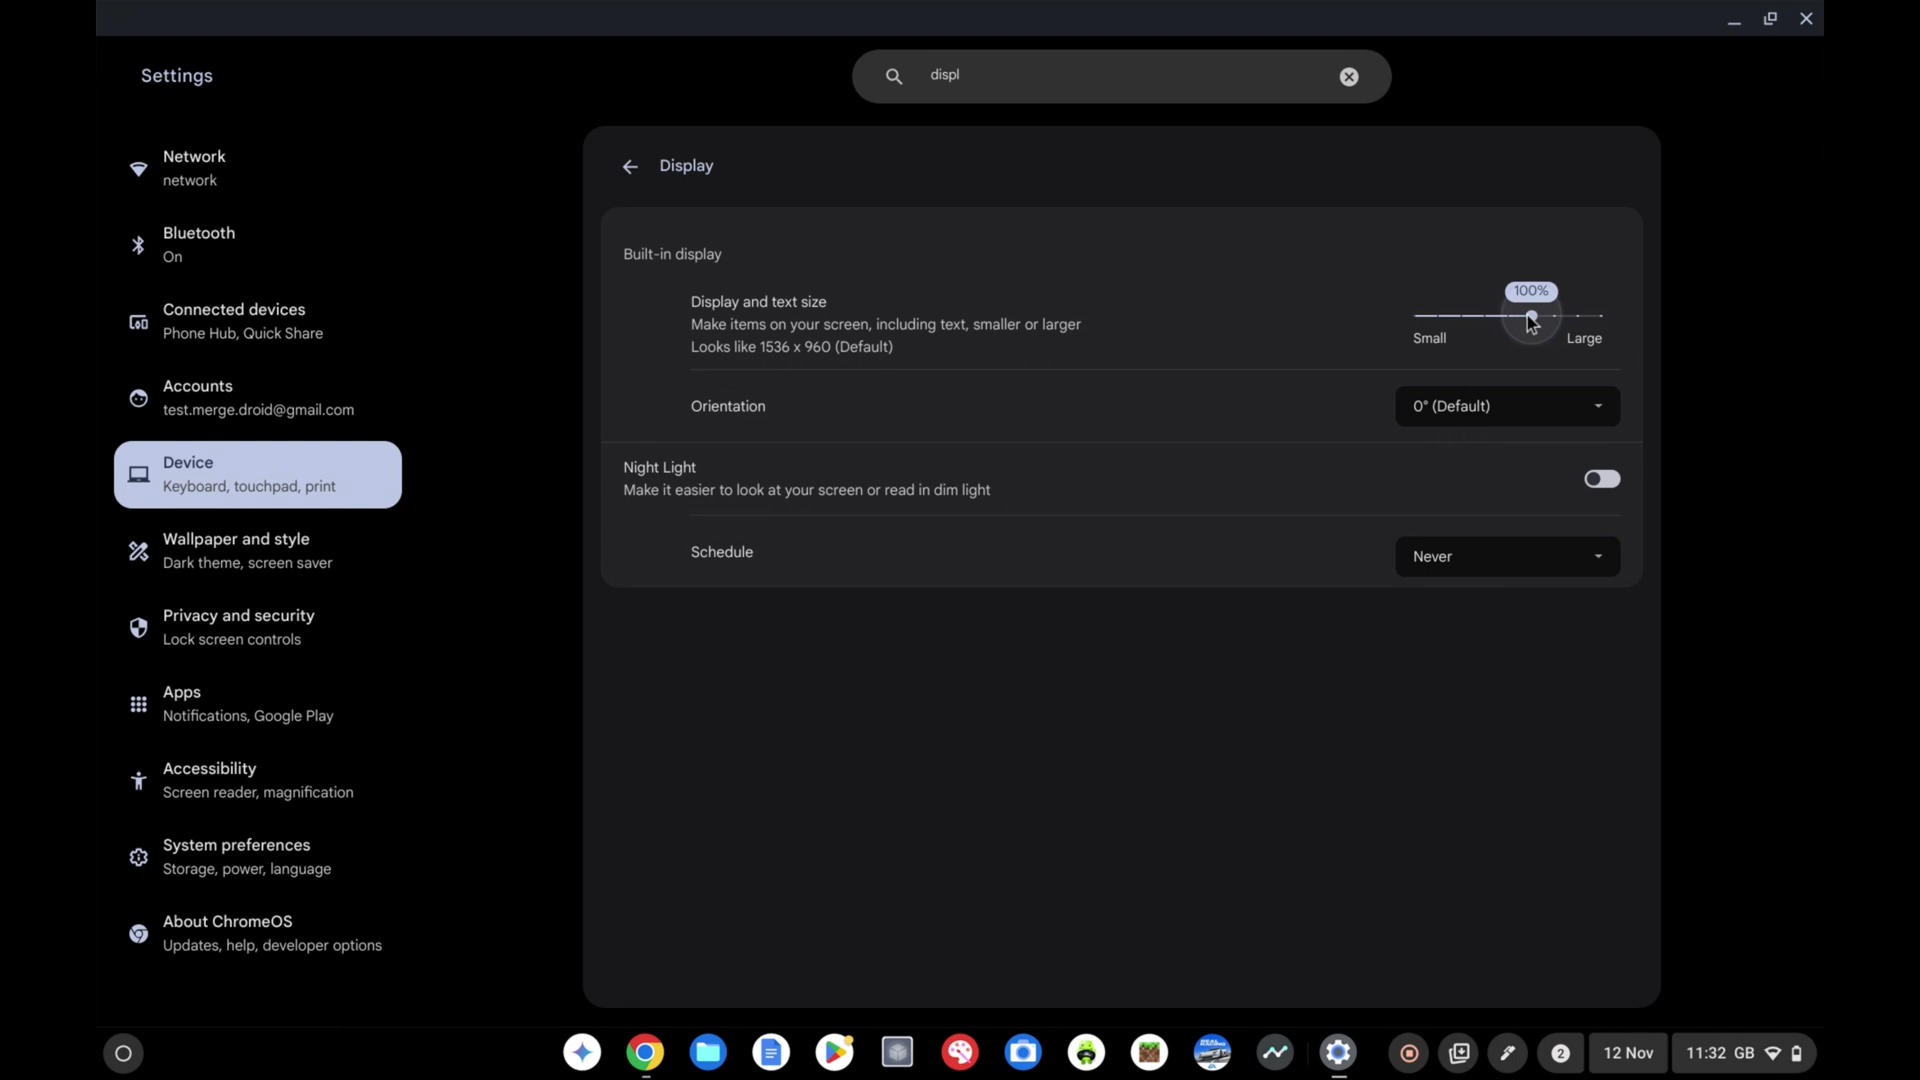 Settings
displ
Network
network
Bluetooth
On
Connected devices
Phone Hub, Quick Share
Accounts
test.merge.droid@gmail.com
Device
Keyboard, touchpad, print
Wallpaper and style
Dark theme, screen saver
Privacy and security
Lock screen controls
Apps
Notifications, Google Play
Accessibility
Screen reader, magnification
System preferences
Storage, power, language
About ChromeOS
Updates, help, developer options
Display
Built-in display
Display and text size
Make items on your screen, including text, smaller or larger
Looks like 1536 x 960 (Default)
100%
Small Large
Orientation
0° (Default)
Night Light
Make it easier to look at your screen or read in dim light
Schedule
Never
2
12 Nov
11:32 GB